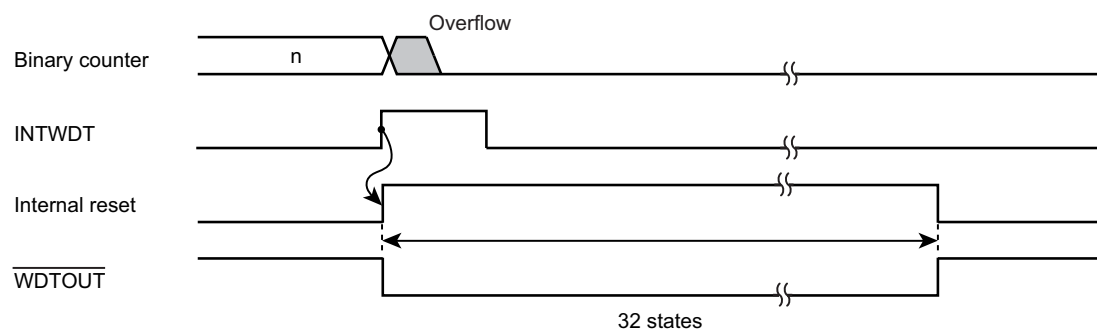 Overflow
Binary counter
n
INTWDT
Internal reset
WDTOUT
32 states